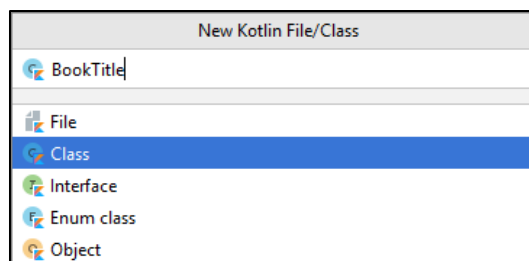 New Kotlin File/Class
BookTitle
File
Class
Interface
Enum class
Object